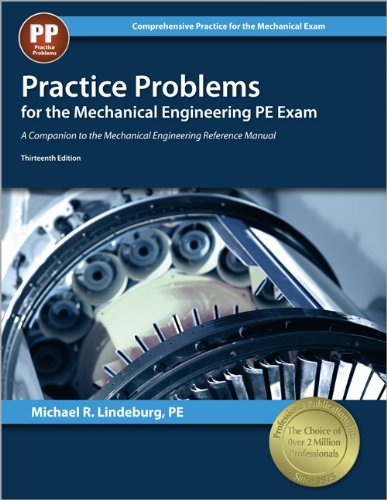 PP
Practice
Problems
Comprehensive Practice for the Mechanical Exam
Practice Problems
for the Mechanical Engineering PE Exam
A Companion to the Mechanical Engineering Reference Manual
Thirteenth Edition
Michael R. Lindeburg, PE
Professional Publications, Inc.
The Choice of
Over 2 Million
Professionals
Since 1975